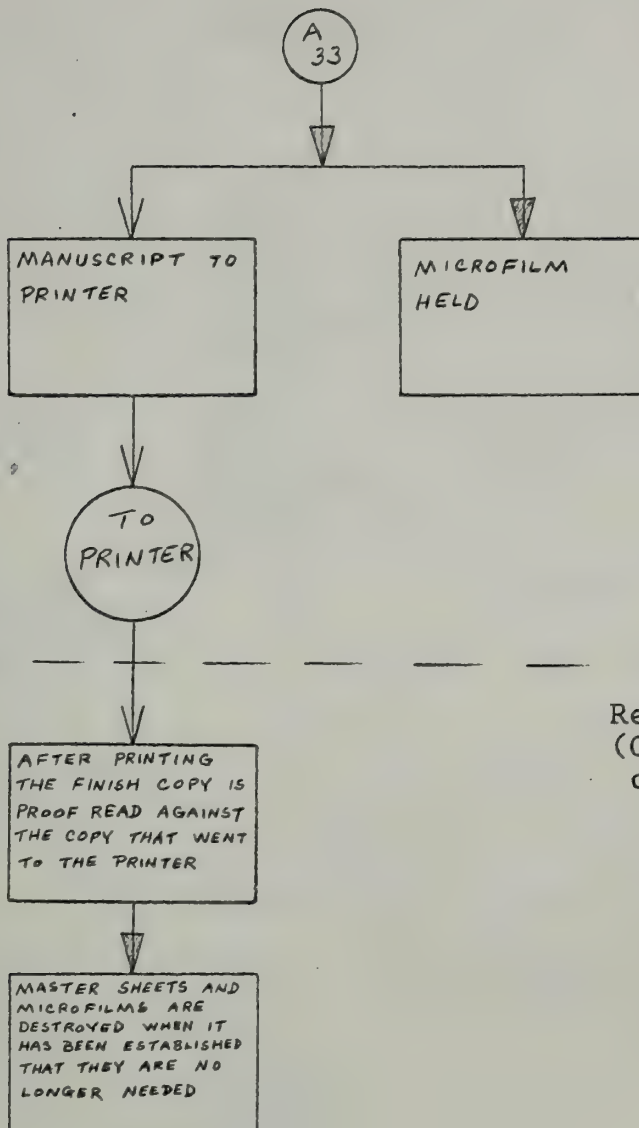 A
33
MANUSCRIPT TO
PRINTER
MICROFILM
HELD
TO
PRINTER
Re
(C
AFTER PRINTING
THE FINISH COPY IS
PROOF READ AGAINST
THE COPY THAT WENT
TO THE PRINTER
MASTER SHEETS AND
MICROFILMS ARE
DESTROYED WHEN IT
HAS BEEN ESTABLISHED
THAT THEY ARE NO
LONGER NEEDED